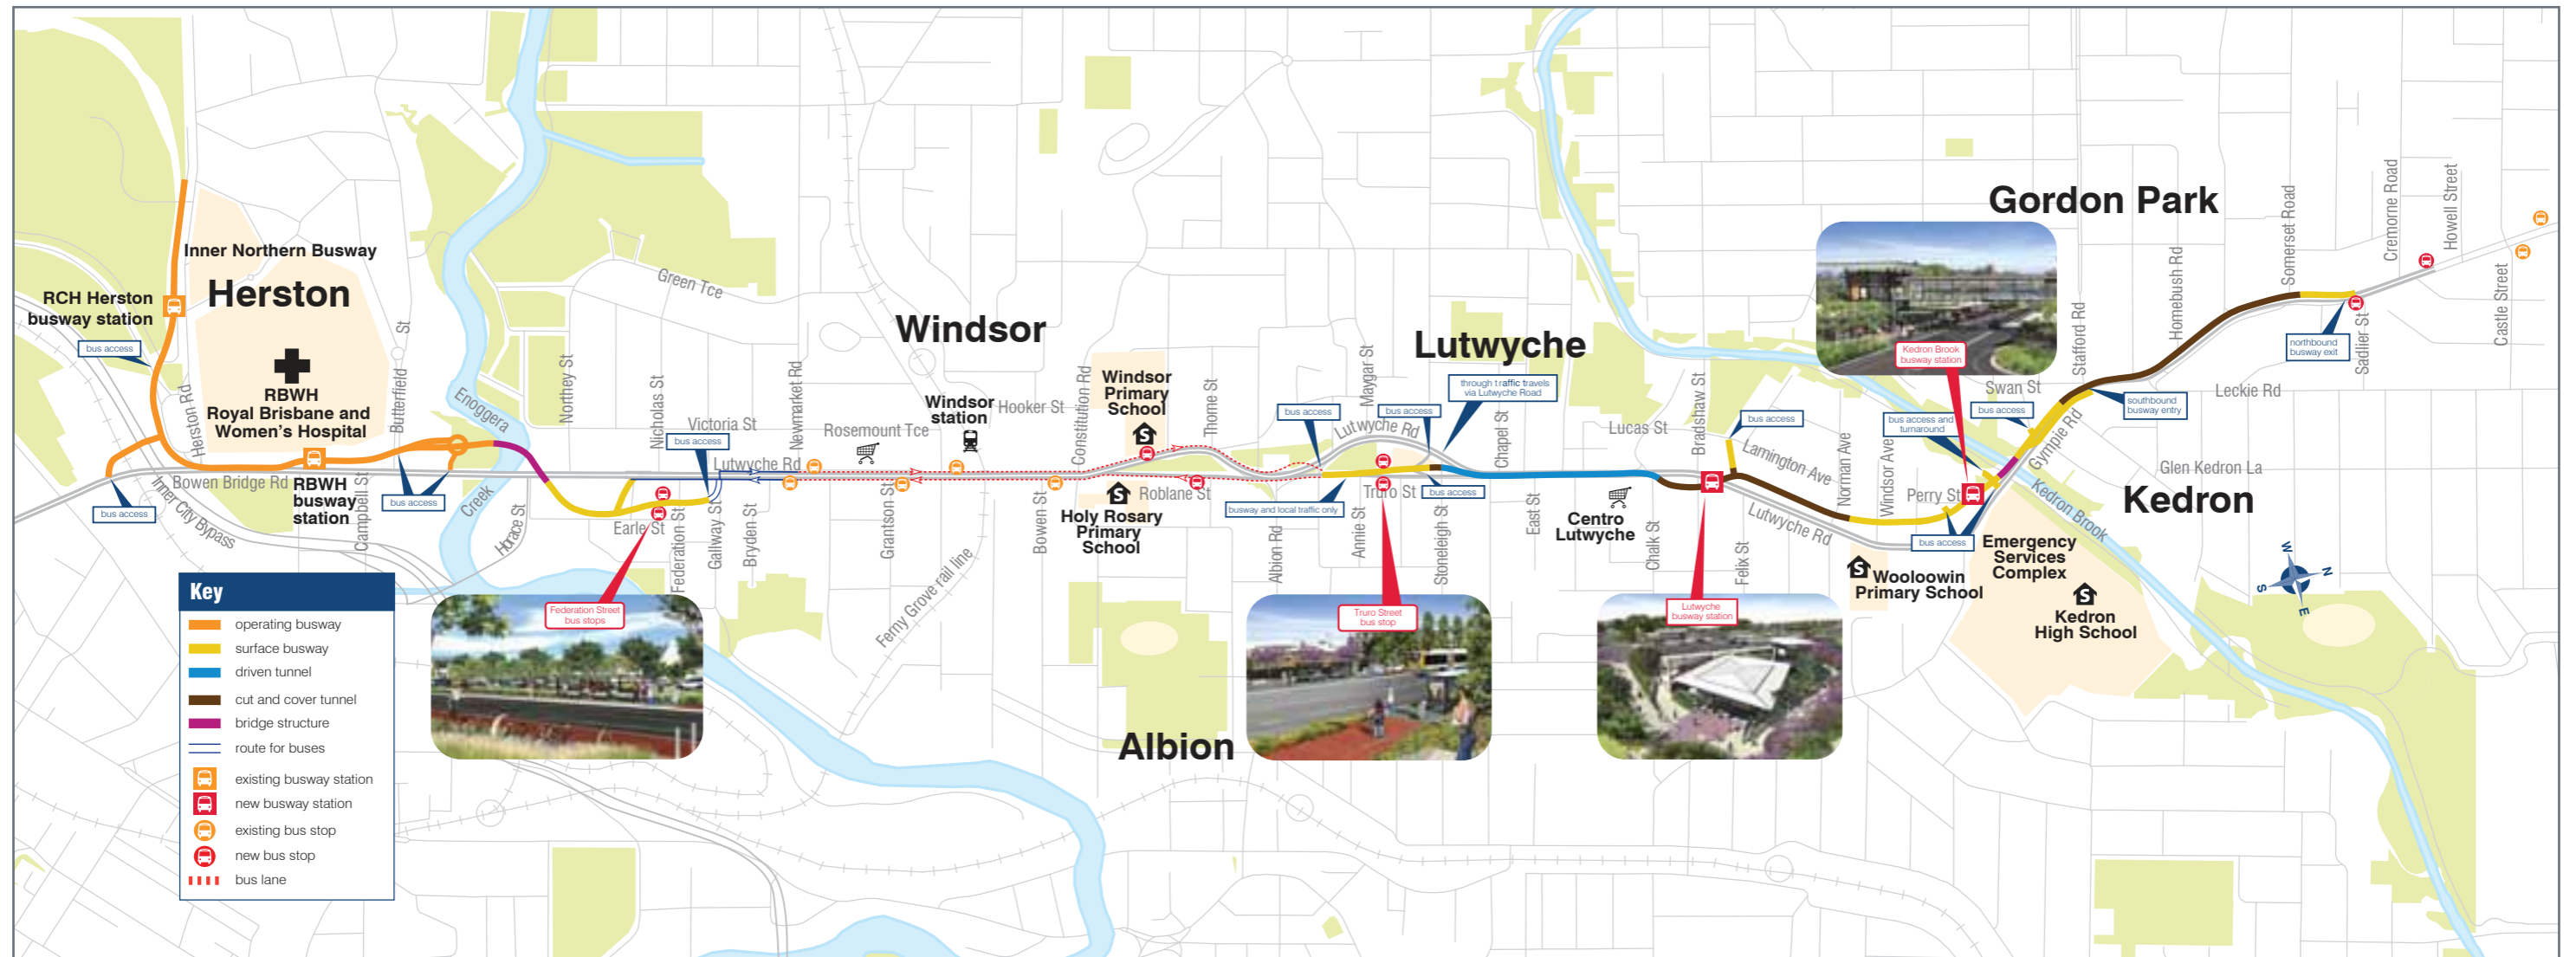 Inner Northern Busway
Herston
RCH Herston
busway station
bus access
Herston Rd
RBWH
Royal Brisbane and
Women's Hospital
Butterfield St
Bowen Bridge Rd
RBWH
busway
station
Campbell St
bus access
bus access
Inner City Bypass
Enoggera
Creek
Horace St
Northey St
Green Tce
Nicholas St
Victoria St
bus access
Lutwyche Rd
Newmarket Rd
Earle St
Federation St
Gallway St
Bryden St
Federation Street
bus stops
Windsor
Rosemount Tce
Windsor
station
Hooker St
Grantson St
Ferny Grove rail line
Bowen St
Constitution Rd
Windsor
Primary
School
Thorne St
Roblane St
Holy Rosary
Primary
School
Albion
Albion Rd
bus access
Maygar St
Lutwyche Rd
bus access
through traffic travels
via Lutwyche Road
Lutwyche
busway and local traffic only
Truro St
bus access
Annie St
Stoneleigh St
Truro Street
bus stop
Chapel St
East St
Centro
Lutwyche
Lucas St
Chalk St
Bradshaw St
bus access
Lamington Ave
Lutwyche Rd
Felix St
Lutwyche
busway station
Norman Ave
Windsor Ave
Perry St
Wooloowin
Primary School
bus access
Gordon Park
Kedron Brook
busway station
bus access and
turnaround
Swan St
bus access
Stafford Rd
Gympie Rd
southbound
busway entry
Kedron Brook
Emergency
Services
Complex
Kedron
High School
Kedron
Glen Kedron La
Leckie Rd
Homebush Rd
Somerset Road
northbound
busway exit
Sadlier St
Cremorne Road
Howell Street
Castle Street
W
N
S
E
Key
operating busway
surface busway
driven tunnel
cut and cover tunnel
bridge structure
route for buses
existing busway station
new busway station
existing bus stop
new bus stop
bus lane